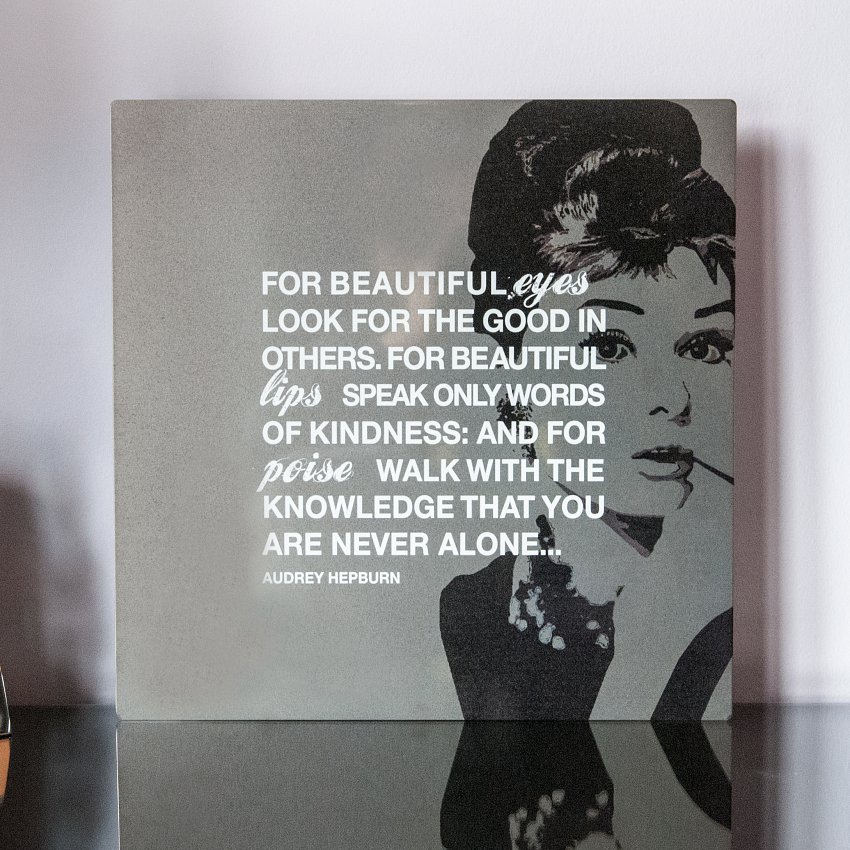 FOR BEAUTIFUL eyes
LOOK FOR THE GOOD IN
OTHERS. FOR BEAUTIFUL
lips SPEAK ONLY WORDS
OF KINDNESS: AND FOR
poise WALK WITH THE
KNOWLEDGE THAT YOU
ARE NEVER ALONE...
AUDREY HEPBURN